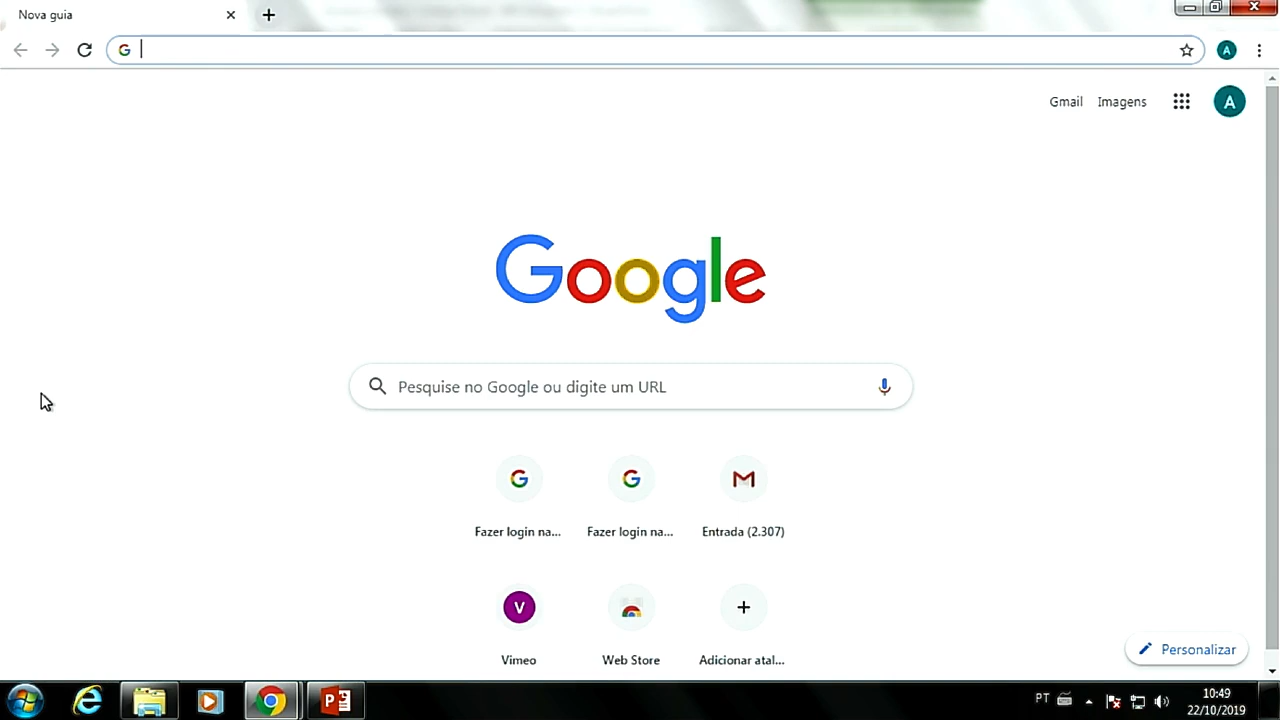 Nova guia
Gmail
Imagens
A
Google
Pesquise no Google ou digite um URL
Fazer login na...
Fazer login na...
Entrada (2.307)
V
Vimeo
Web Store
Adicionar atal...
Personalizar
PT
10:49
22/10/2019